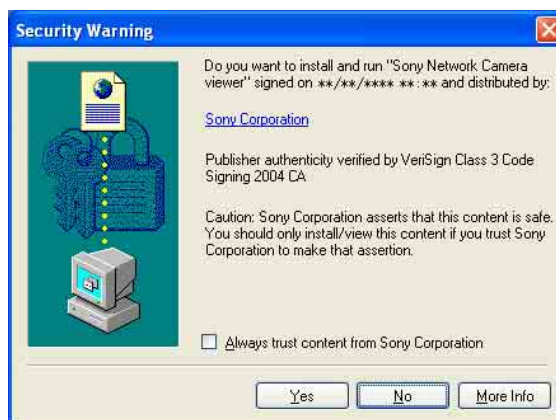 Security Warning
Do you want to install and run "Sony Network Camera
viewer" signed on **/**/**** **:** and distributed by:
Sony Corporation
Publisher authenticity verified by VeriSign Class 3 Code
Signing 2004 CA
Caution: Sony Corporation asserts that this content is safe.
You should only install/view this content if you trust Sony
Corporation to make that assertion.
Always trust content from Sony Corporation
Yes
No
More Info